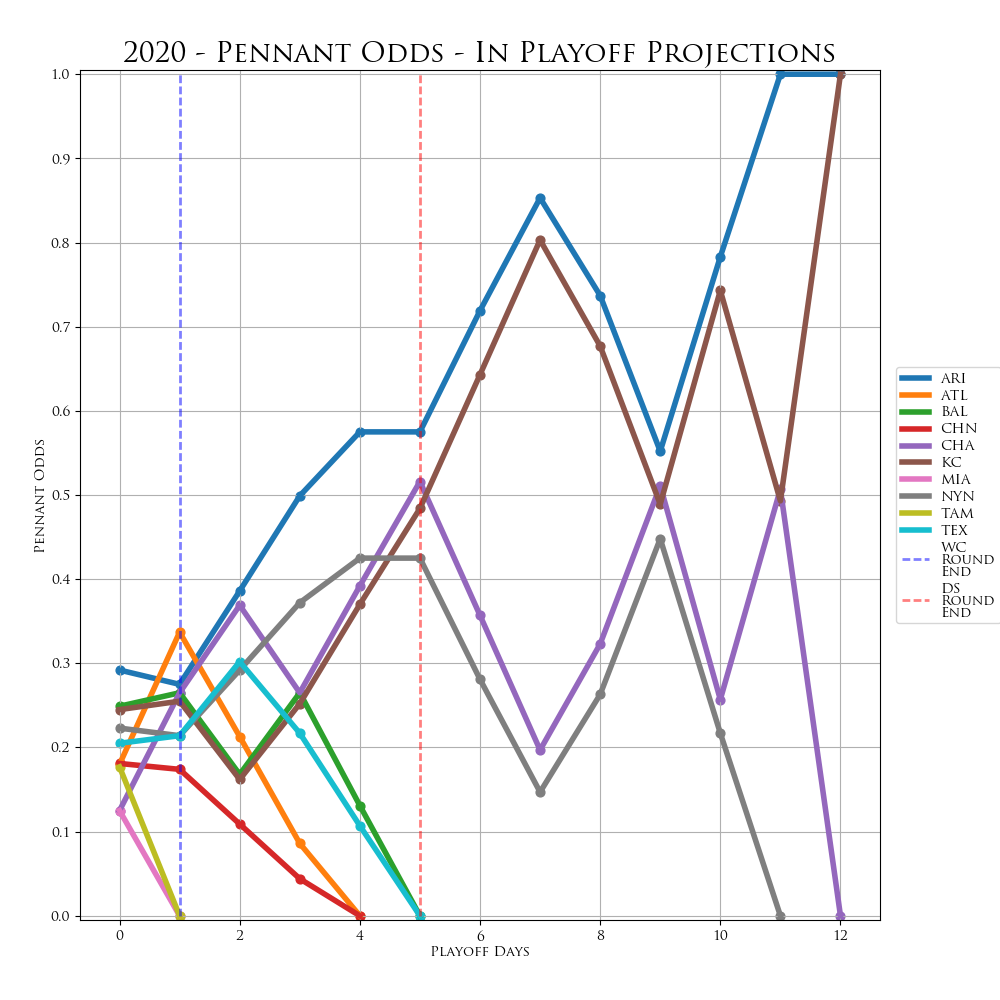 2020 - Pennant Odds - In Playoff Projections
1.0
0.9
0.8
0.7
0.6
0.5
0.4
0.3
0.2
0.1
0.0
Pennant Odds
0 2 4 6 8 10 12
Playoff Days
ARI
ATL
BAL
CHN
CHA
KC
MIA
NYN
TAM
TEX
WC
Round
End
DS
Round
End